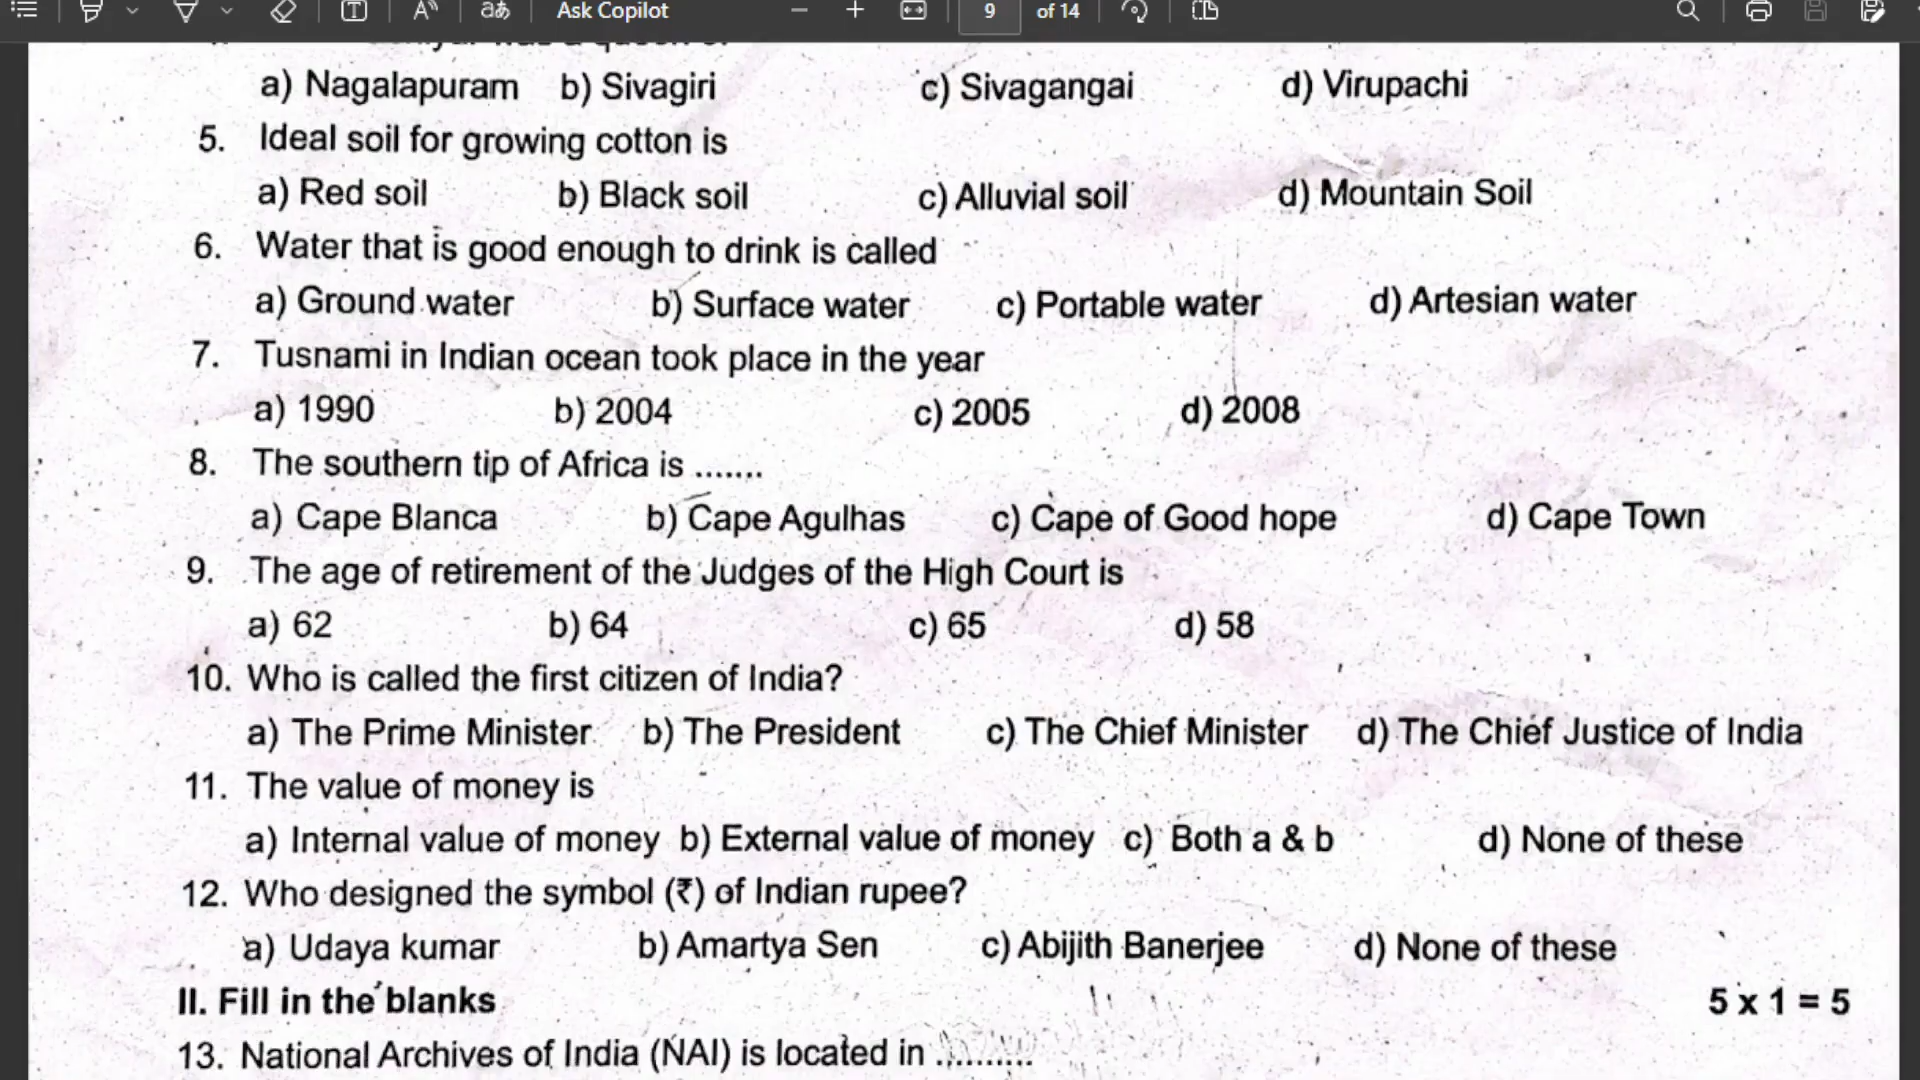 Ask Copilot
9 of 14
was a queen of
a) Nagalapuram b) Sivagiri c) Sivagangai d) Virupachi
5. Ideal soil for growing cotton is
a) Red soil b) Black soil c) Alluvial soil d) Mountain Soil
6. Water that is good enough to drink is called
a) Ground water b) Surface water c) Portable water d) Artesian water
7. Tusnami in Indian ocean took place in the year
a) 1990 b) 2004 c) 2005 d) 2008
8. The southern tip of Africa is .......
a) Cape Blanca b) Cape Agulhas c) Cape of Good hope d) Cape Town
9. The age of retirement of the Judges of the High Court is
a) 62 b) 64 c) 65 d) 58
10. Who is called the first citizen of India?
a) The Prime Minister b) The President c) The Chief Minister d) The Chief Justice of India
11. The value of money is
a) Internal value of money b) External value of money c) Both a & b d) None of these
12. Who designed the symbol (₹) of Indian rupee?
a) Udaya kumar b) Amartya Sen c) Abijith Banerjee d) None of these
II. Fill in the blanks 5 x 1 = 5
13. National Archives of India (NAI) is located in ..........